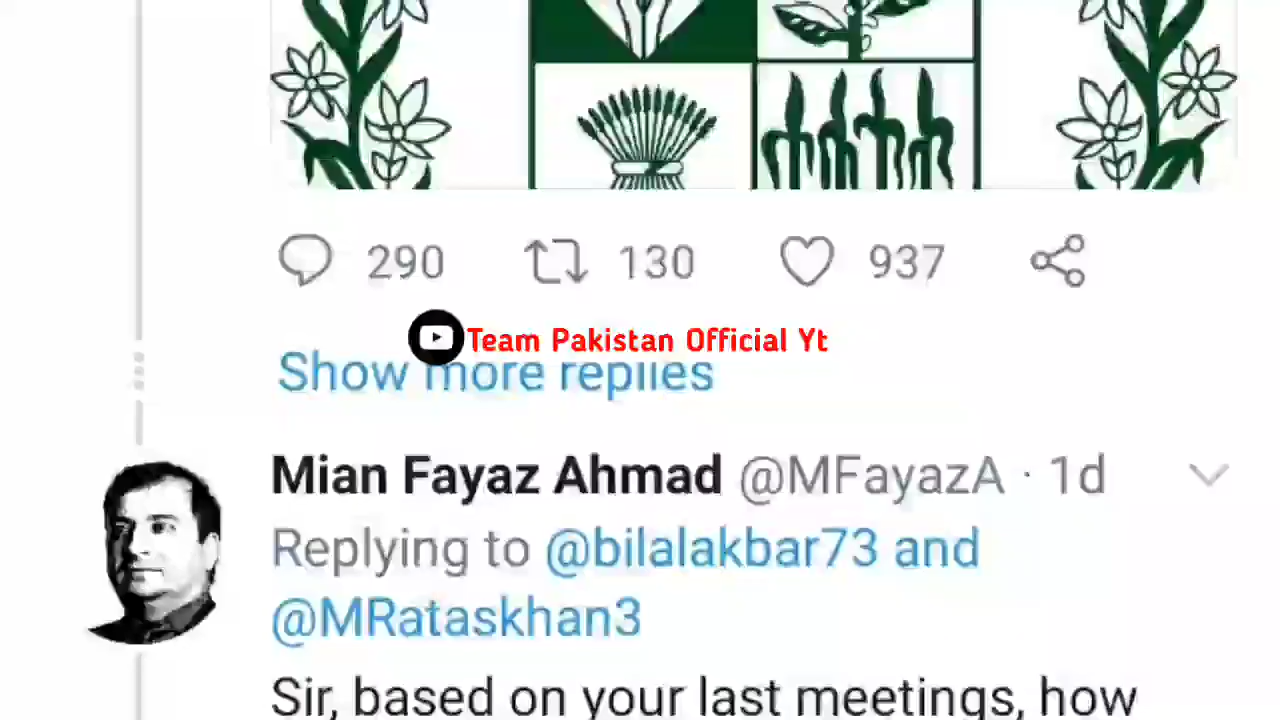 290 130 937
Team Pakistan Official Yt
Show more replies
Mian Fayaz Ahmad @MFayazA · 1d
Replying to @bilalakbar73 and
@MRataskhan3
Sir, based on your last meetings, how